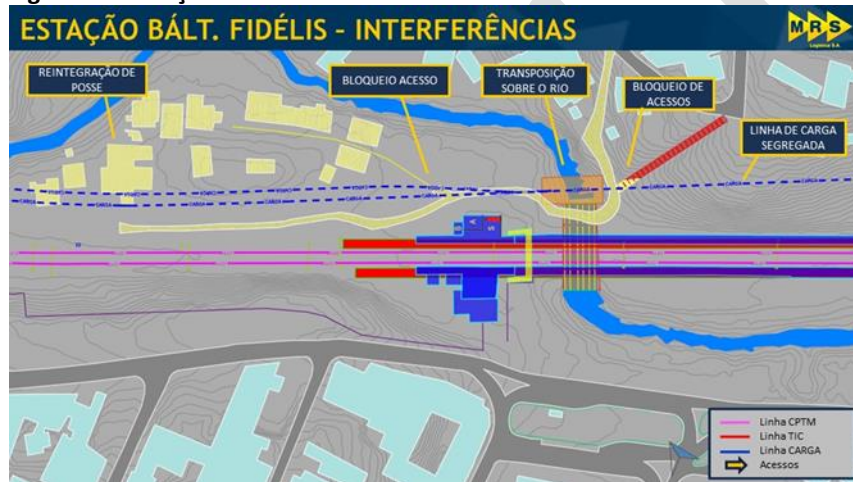 ESTAÇÃO BÁLT. FIDÉLIS - INTERFERÊNCIAS
MRS
Logística S.A.
REINTEGRAÇÃO DE
POSSE
BLOQUEIO ACESSO
TRANSPOSIÇÃO
SOBRE O RIO
BLOQUEIO DE
ACESSOS
LINHA DE CARGA
SEGREGADA
Linha CPTM
Linha TIC
Linha CARGA
Acessos